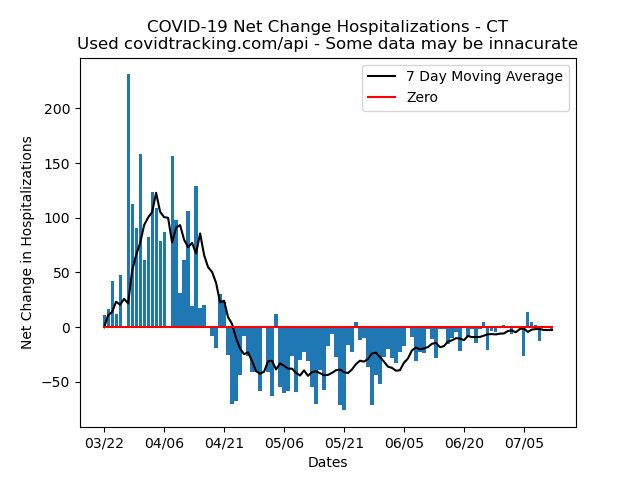 COVID-19 Net Change Hospitalizations - CT
Used covidtracking.com/api - Some data may be innacurate
7 Day Moving Average
Zero
Net Change in Hospitalizations
200
150
100
50
0
−50
03/22 04/06 04/21 05/06 05/21 06/05 06/20 07/05
Dates